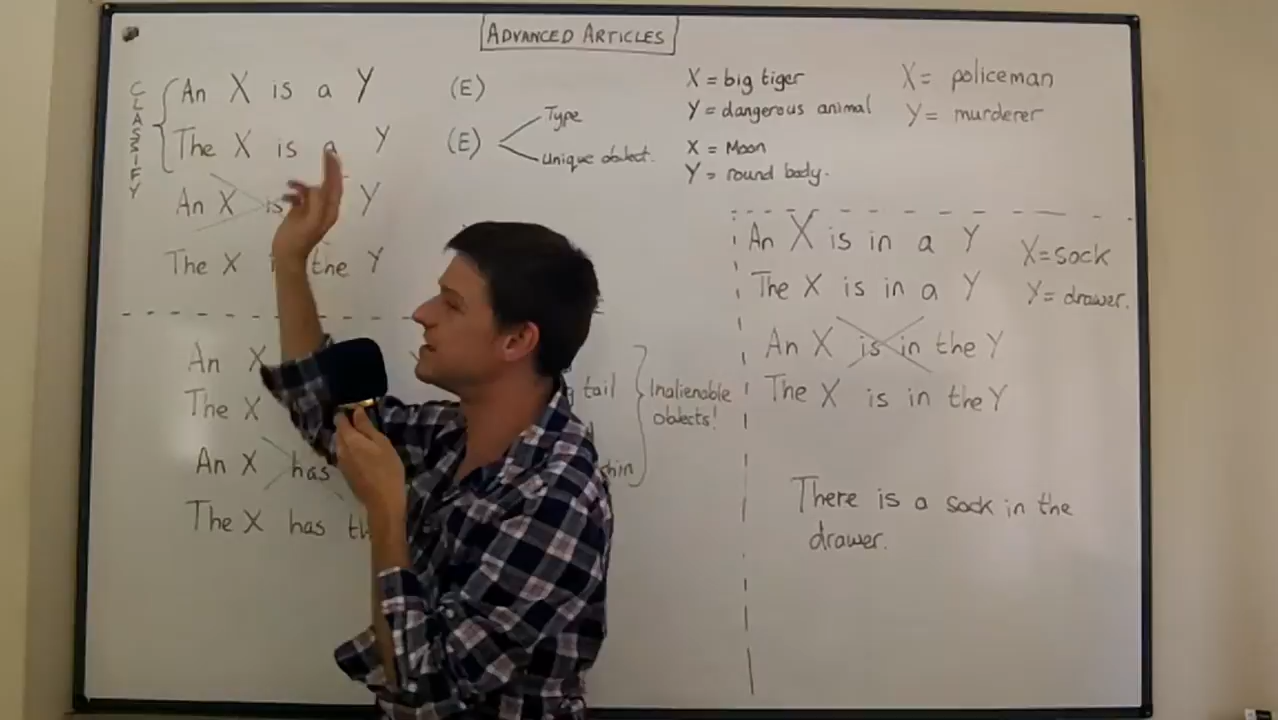 ADVANCED ARTICLES
CLASSIFY
An X is a Y (E)
The X is a Y (E)
Type
Unique object.
An X is Y
The X the Y
X = big tiger
Y = dangerous animal
X = Moon
Y = round body.
X = policeman
Y = murderer
An X
The X tail
An X has
The X has
Inalienable
objects!
An X is in a Y
The X is in a Y
An X is in the Y
The X is in the Y
X = sock
Y = drawer.
There is a sock in the
drawer.